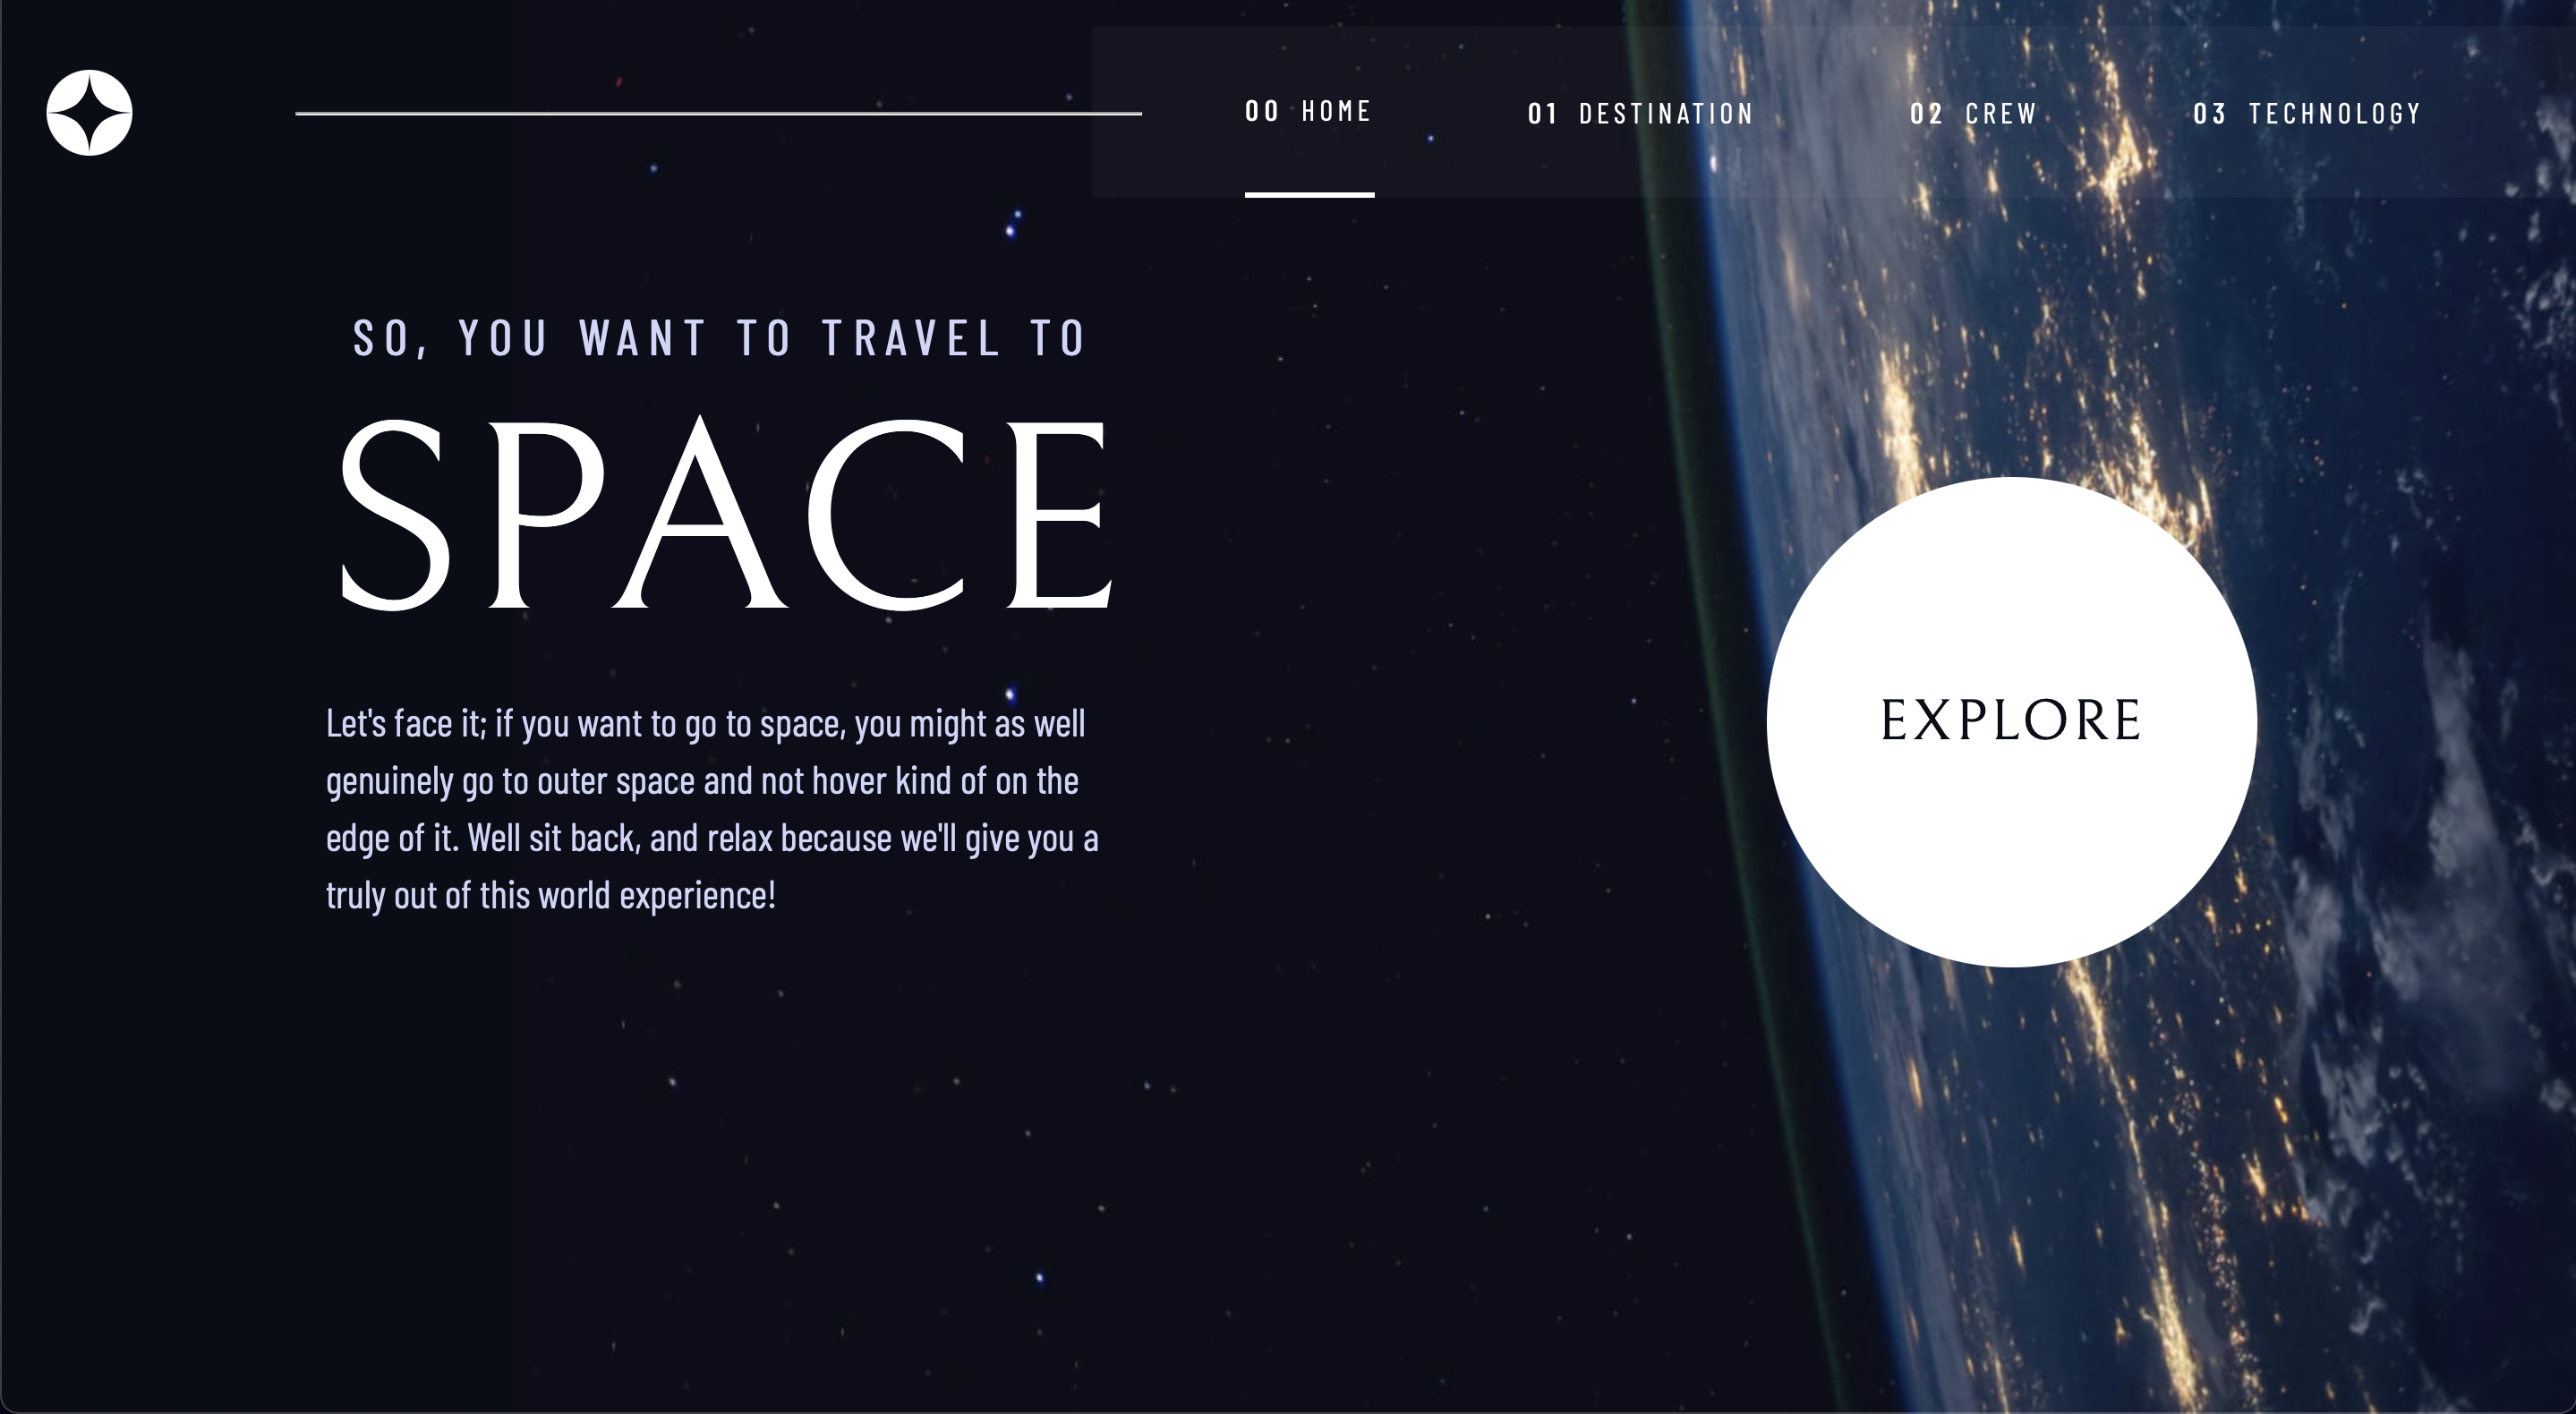 00 HOME 01 DESTINATION 02 CREW 03 TECHNOLOGY
SO, YOU WANT TO TRAVEL TO
SPACE
Let's face it; if you want to go to space, you might as well
genuinely go to outer space and not hover kind of on the
edge of it. Well sit back, and relax because we'll give you a
truly out of this world experience!
EXPLORE